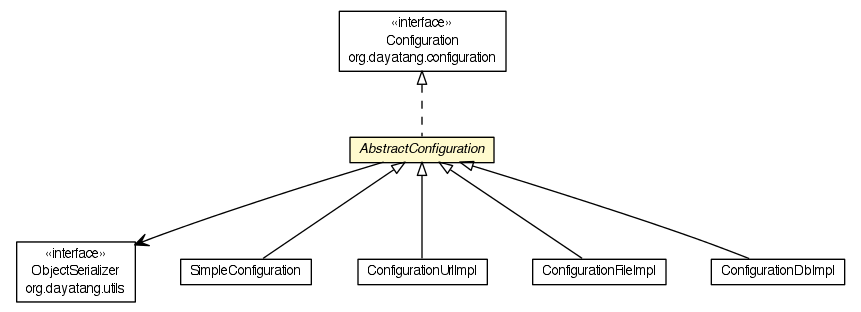 «interface»
Configuration
org.dayatang.configuration
AbstractConfiguration
«interface»
ObjectSerializer
org.dayatang.utils
SimpleConfiguration
ConfigurationUrlImpl
ConfigurationFileImpl
ConfigurationDbImpl